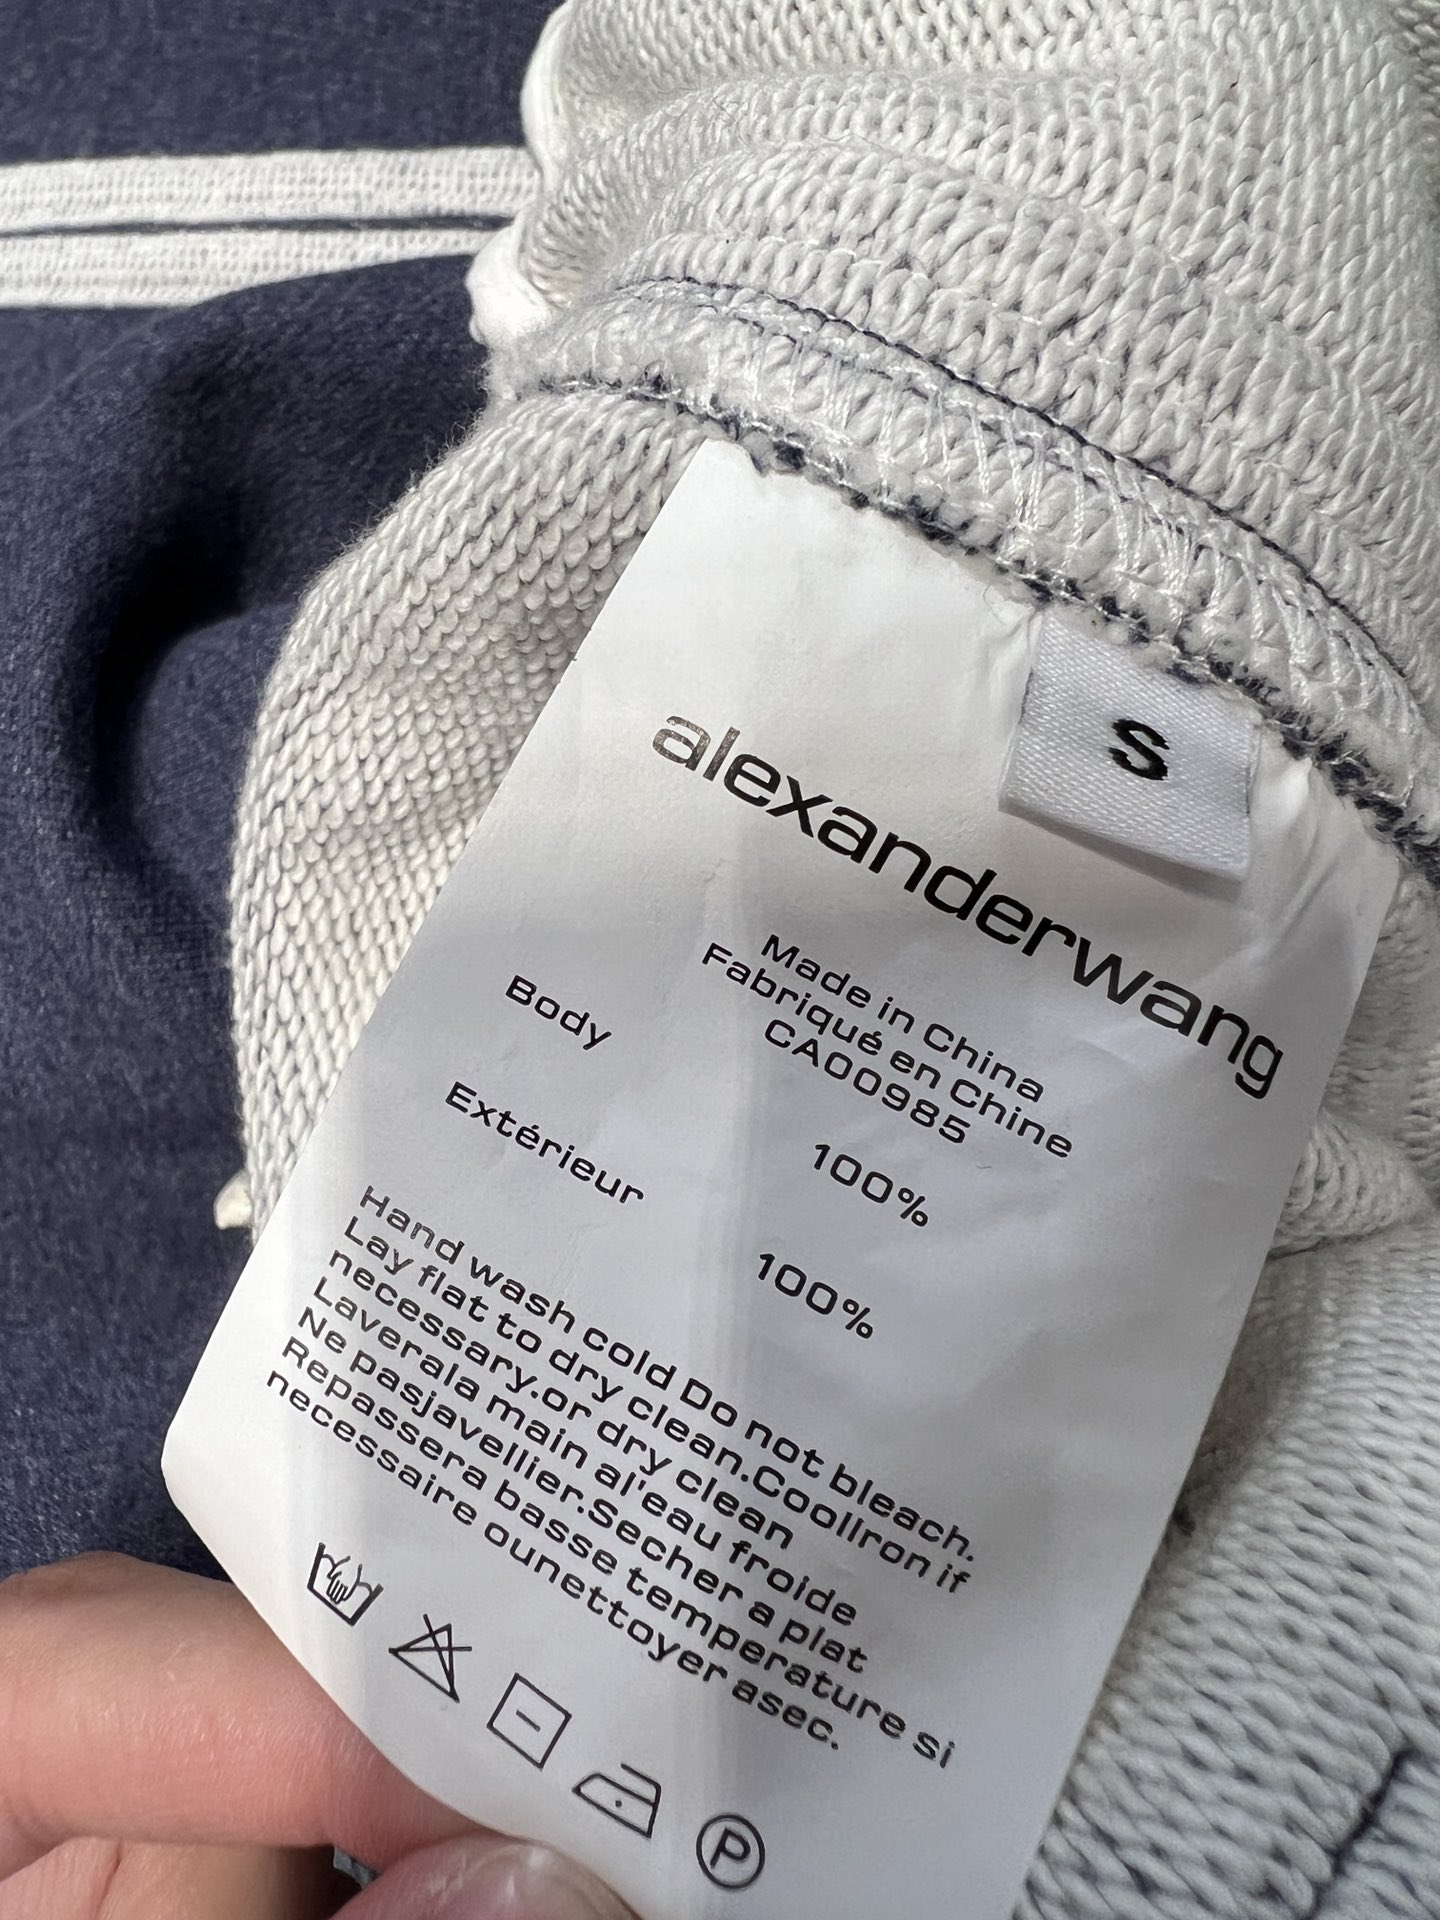 S
alexanderwang
Made in China
Fabriqué en Chine
CA00985
Body 100%
Extérieur 100%
Hand wash cold Do not bleach.
Lay flat to dry clean.CoolIron if
necessary.or dry clean
Laverala main al'eau froide
Ne pasjavellier.Secher a plat
Repassera basse temperature si
necessaire ounettoyer asec.
P